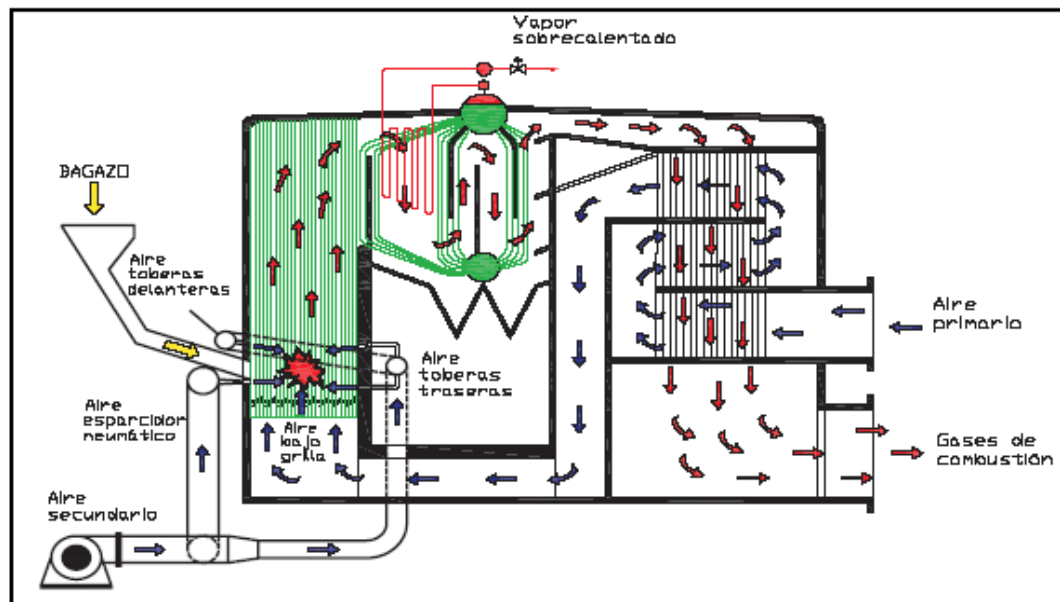 Vapor
sobrecalentado
BAGAZO
Aire
toberas
delanteras
Aire
primario
Aire
toberas
traseras
Aire
esparcidor
neumático
Aire
bajo
grilla
Gases de
combustión
Aire
secundario